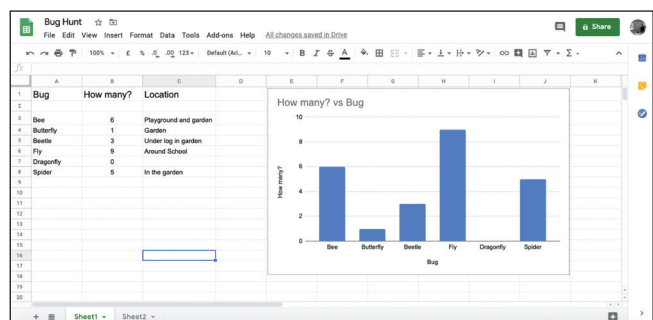 Bug Hunt
File Edit View Insert Format Data Tools Add-ons Help All changes saved in Drive
Share
100% £ % .0 .00 123 Default (Ari... 10 B I S A
fx
A B C D E F G H I J K
1 Bug How many? Location
2
3 Bee 6 Playground and garden
4 Butterfly 1 Garden
5 Beetle 3 Under log in garden
6 Fly 9 Around School
7 Dragonfly 0
8 Spider 5 In the garden
9
10
11
12
13
14
15
16
17
18
19
20
How many? vs Bug
10
8
6
4
2
0
How many?
Bee Butterfly Beetle Fly Dragonfly Spider
Bug
Sheet1 Sheet2